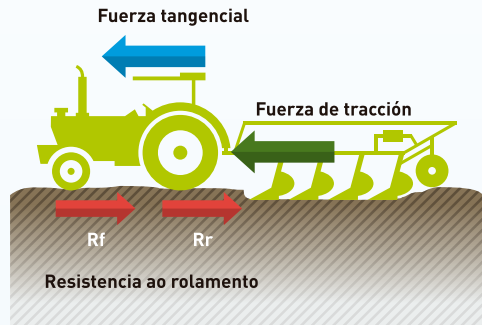 Fuerza tangencial
Fuerza de tracción
Rf
Rr
Resistencia ao rolamento